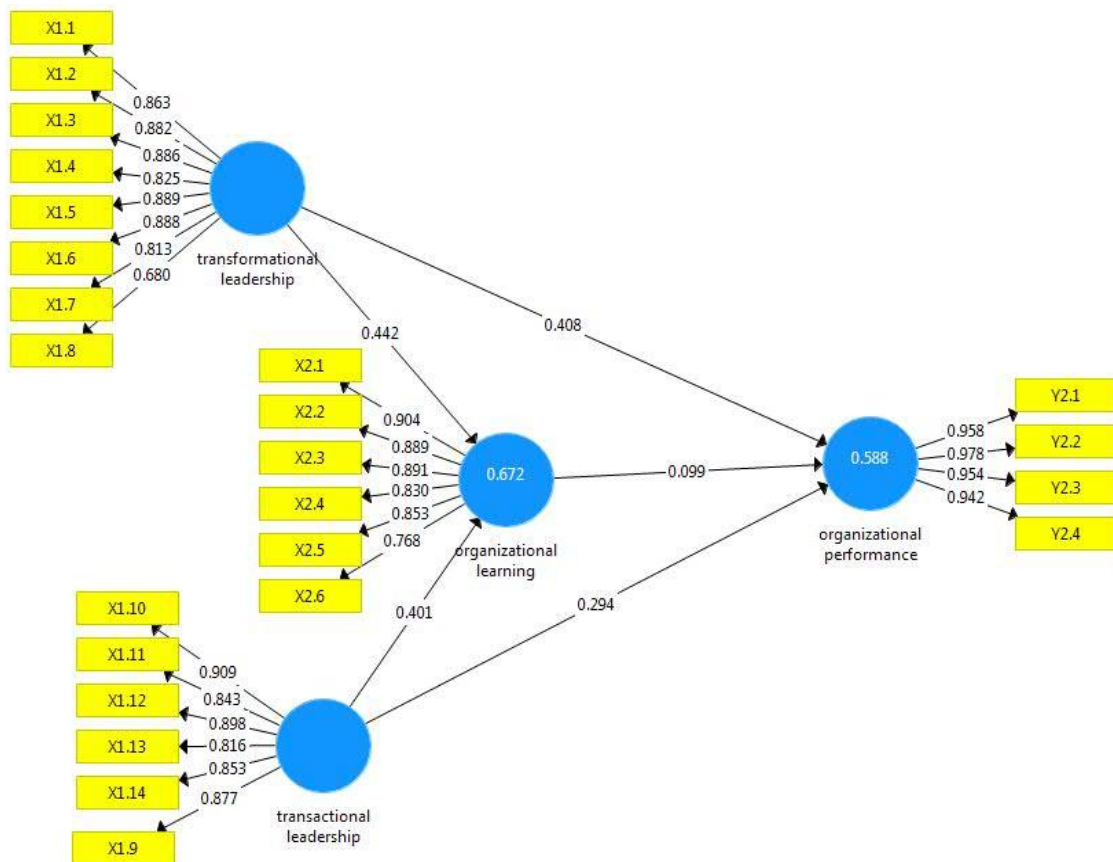 X1.1
X1.2
X1.3
X1.4
X1.5
X1.6
X1.7
X1.8
0.863
0.882
0.886
0.825
0.889
0.888
0.813
0.680
transformational
leadership
0.442
0.408
X2.1
X2.2
X2.3
X2.4
X2.5
X2.6
0.904
0.889
0.891
0.830
0.853
0.768
0.672
organizational
learning
0.099
0.588
organizational
performance
0.958
0.978
0.954
0.942
Y2.1
Y2.2
Y2.3
Y2.4
0.401
0.294
X1.10
X1.11
X1.12
X1.13
X1.14
X1.9
0.909
0.843
0.898
0.816
0.853
0.877
transactional
leadership